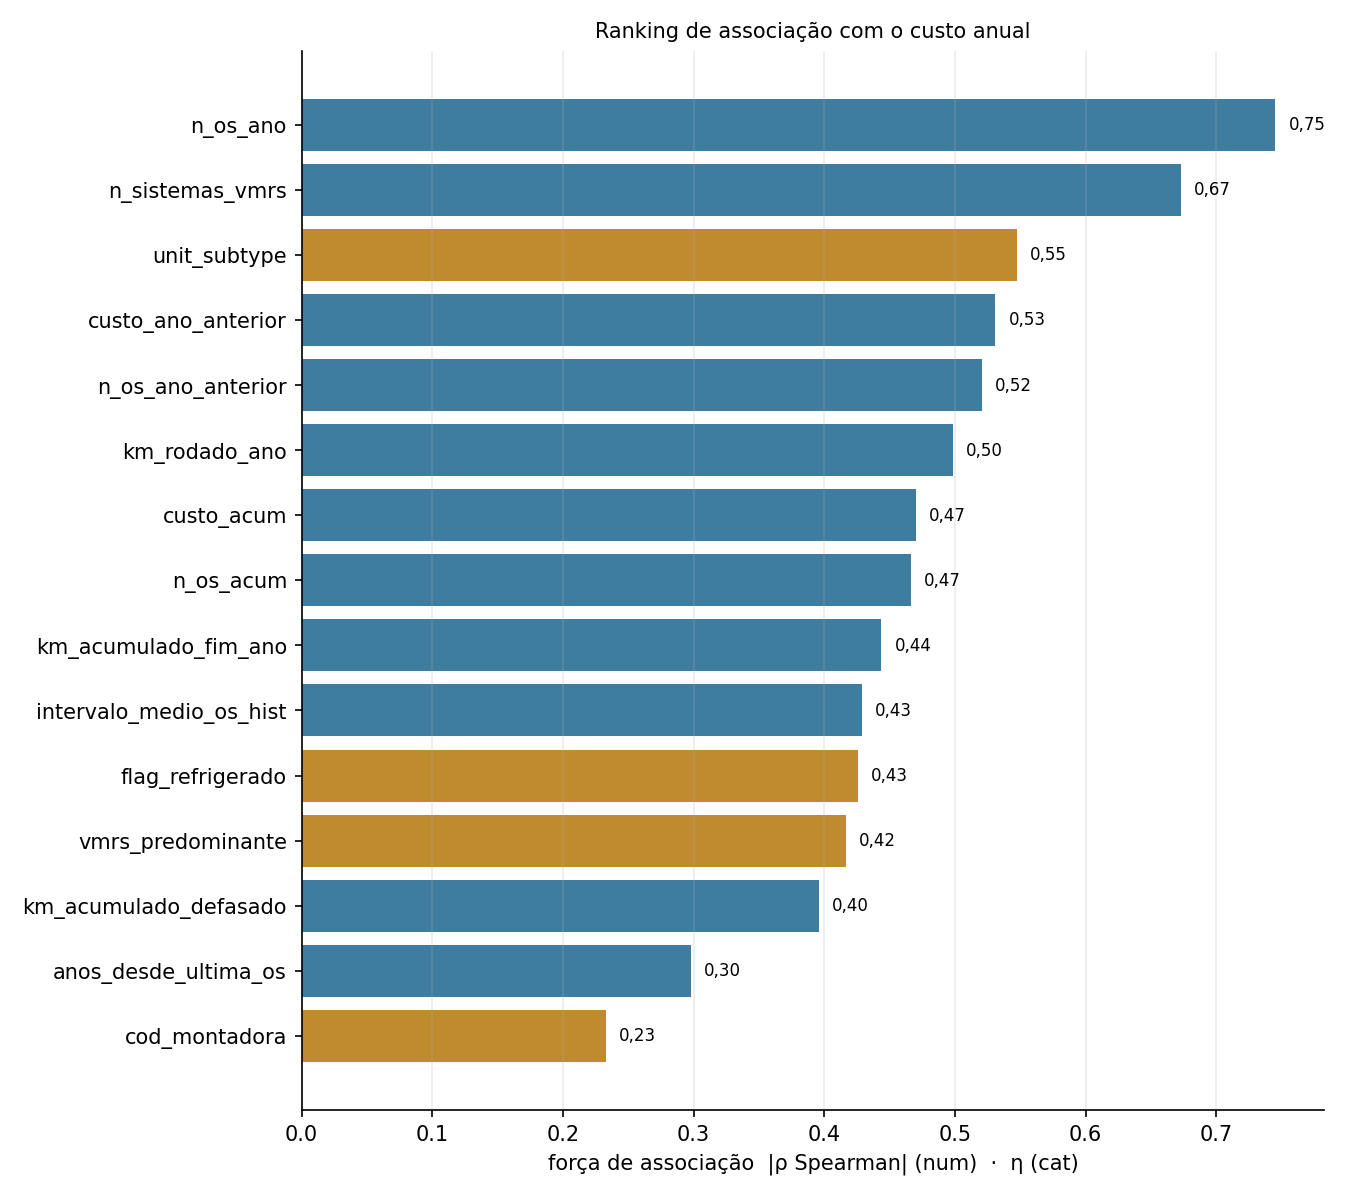 Ranking de associação com o custo anual
n_os_ano 0,75
n_sistemas_vmrs 0,67
unit_subtype 0,55
custo_ano_anterior 0,53
n_os_ano_anterior 0,52
km_rodado_ano 0,50
custo_acum 0,47
n_os_acum 0,47
km_acumulado_fim_ano 0,44
intervalo_medio_os_hist 0,43
flag_refrigerado 0,43
vmrs_predominante 0,42
km_acumulado_defasado 0,40
anos_desde_ultima_os 0,30
cod_montadora 0,23
0.0 0.1 0.2 0.3 0.4 0.5 0.6 0.7
força de associação |ρ Spearman| (num) · η (cat)